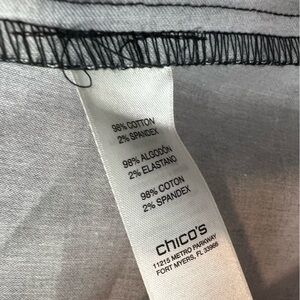 98% COTTON
2% SPANDEX
98% ALGODÓN
2% ELASTANO
98% COTON
2% SPANDEX
chico's
11215 METRO PARKWAY
FORT MYERS, FL 33966